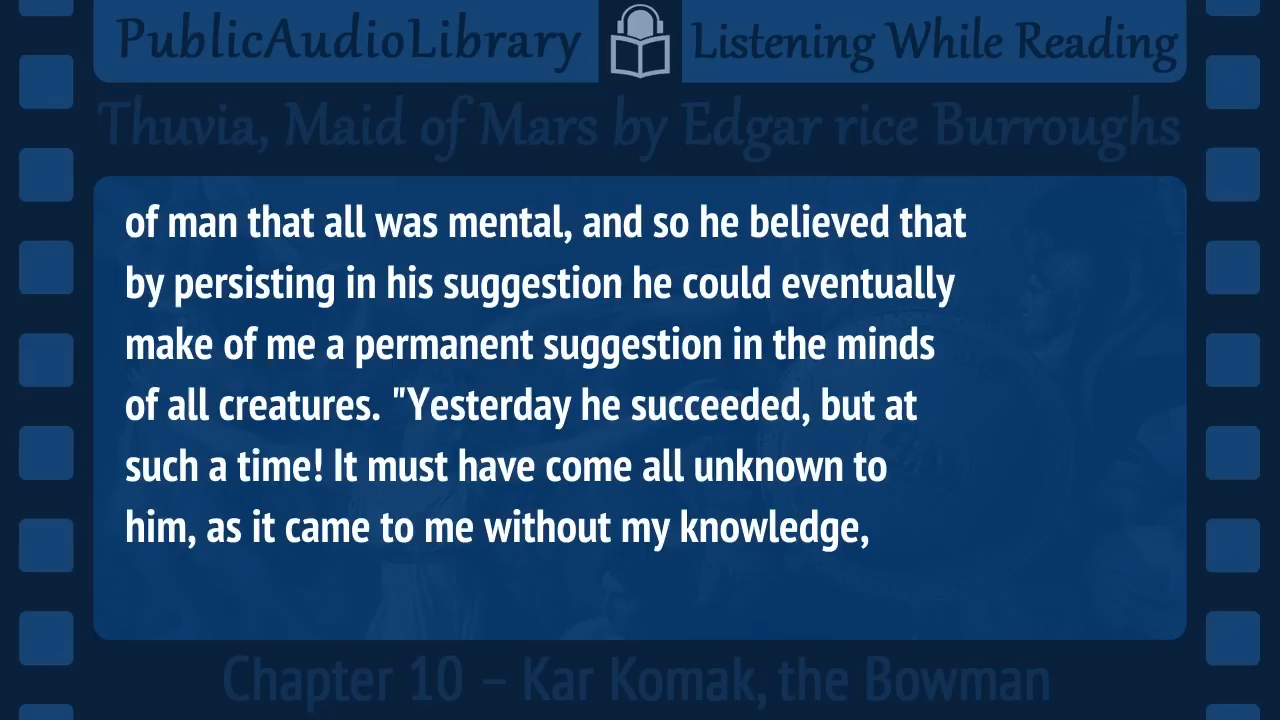 PublicAudioLibrary Listening While Reading
Thuvia, Maid of Mars by Edgar rice Burroughs
of man that all was mental, and so he believed that
by persisting in his suggestion he could eventually
make of me a permanent suggestion in the minds
of all creatures. "Yesterday he succeeded, but at
such a time! It must have come all unknown to
him, as it came to me without my knowledge,
Chapter 10 – Kar Komak, the Bowman